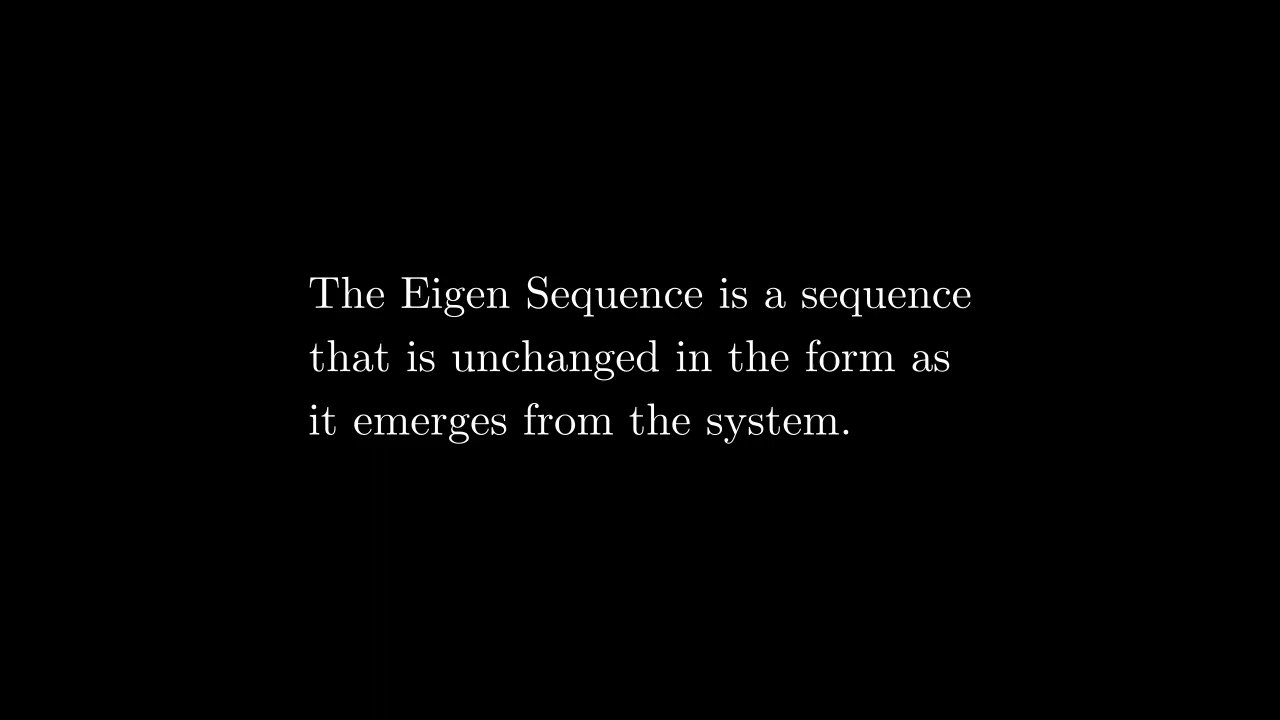 The Eigen Sequence is a sequence
that is unchanged in the form as
it emerges from the system.